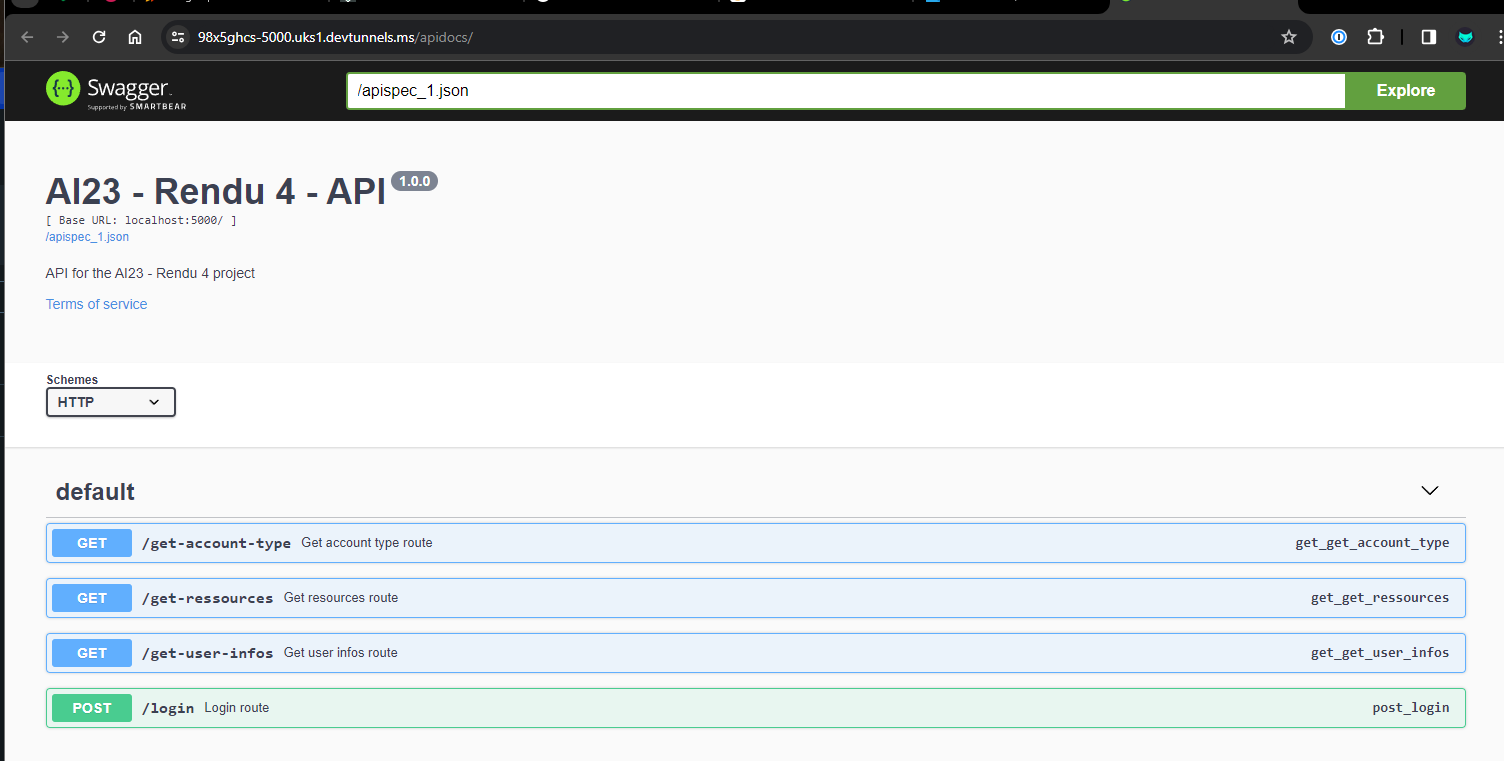 98x5ghcs-5000.uks1.devtunnels.ms/apidocs/
Swagger
Supported by SMARTBEAR
/apispec_1.json
Explore
AI23 - Rendu 4 - API 1.0.0
[ Base URL: localhost:5000/ ]
/apispec_1.json
API for the AI23 - Rendu 4 project
Terms of service
Schemes
HTTP
default
GET /get-account-type Get account type route get_get_account_type
GET /get-ressources Get resources route get_get_ressources
GET /get-user-infos Get user infos route get_get_user_infos
POST /login Login route post_login